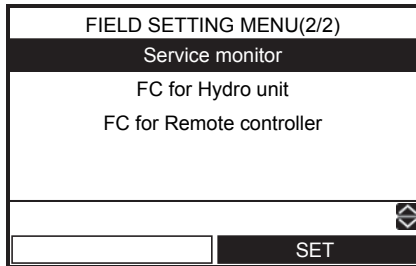 FIELD SETTING MENU(2/2)
Service monitor
FC for Hydro unit
FC for Remote controller
SET